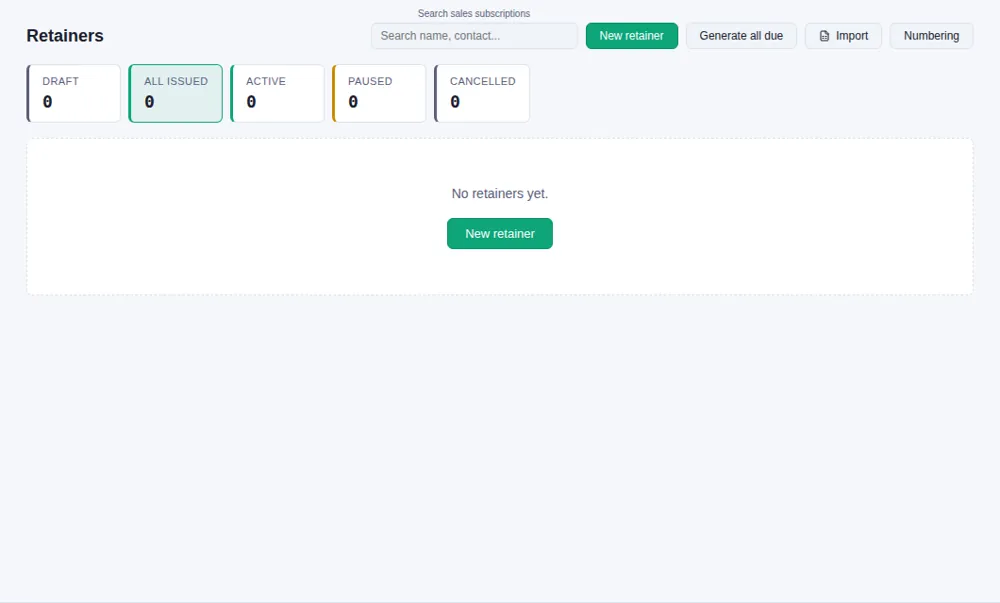 Search sales subscriptions
Retainers
Search name, contact...
New retainer
Generate all due
Import
Numbering
DRAFT
0
ALL ISSUED
0
ACTIVE
0
PAUSED
0
CANCELLED
0
No retainers yet.
New retainer